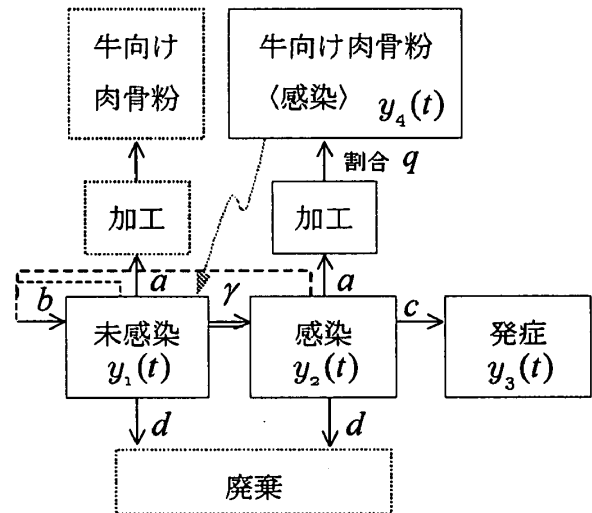 牛向け
肉骨粉
牛向け肉骨粉
〈感染〉 y₄(t)
割合 q
加工
加工
a
a
b
γ
c
未感染
y₁(t)
感染
y₂(t)
発症
y₃(t)
d
d
廃棄